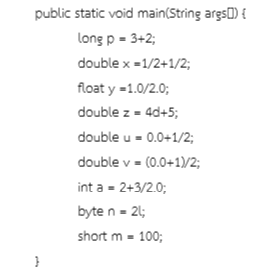 public static void main(String args[]) {
long p = 3+2;
double x =1/2+1/2;
float y =1.0/2.0;
double z = 4d+5;
double u = 0.0+1/2;
double v = (0.0+1)/2;
int a = 2+3/2.0;
byte n = 2l;
short m = 100;
}